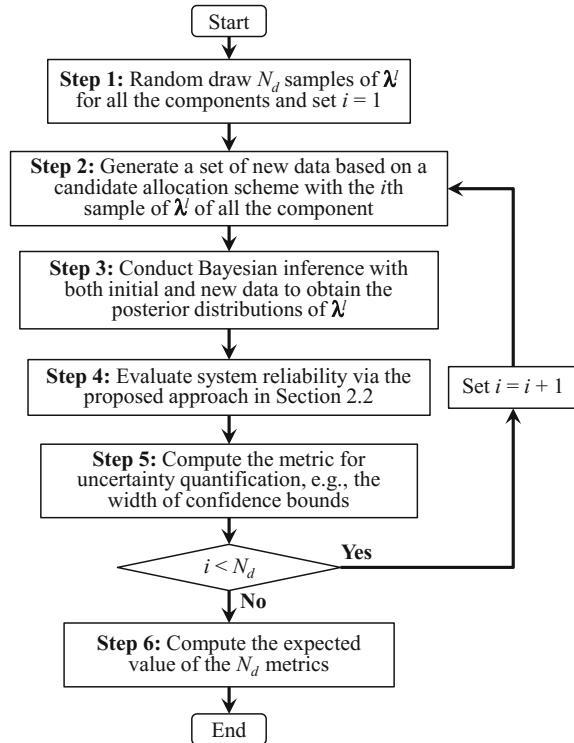 Start
Step 1: Random draw N_d samples of λ^l
for all the components and set i = 1
Step 2: Generate a set of new data based on a
candidate allocation scheme with the ith
sample of λ^l of all the component
Step 3: Conduct Bayesian inference with
both initial and new data to obtain the
posterior distributions of λ^l
Step 4: Evaluate system reliability via the
proposed approach in Section 2.2
Set i = i + 1
Step 5: Compute the metric for
uncertainty quantification, e.g., the
width of confidence bounds
Yes
i < N_d
No
Step 6: Compute the expected
value of the N_d metrics
End